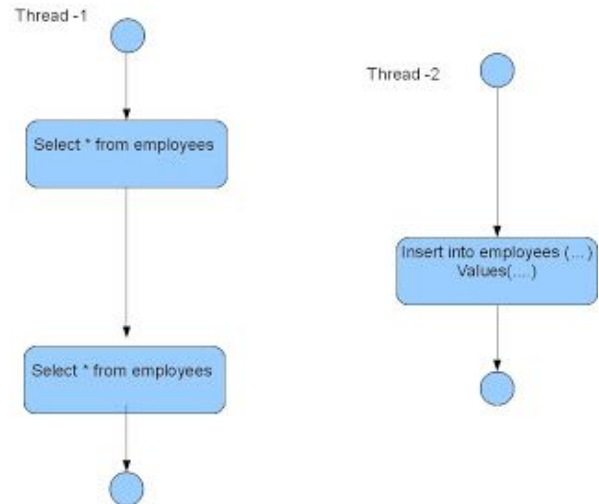 Thread -1
Select * from employees
Select * from employees
Thread -2
Insert into employees (...)
Values(....)